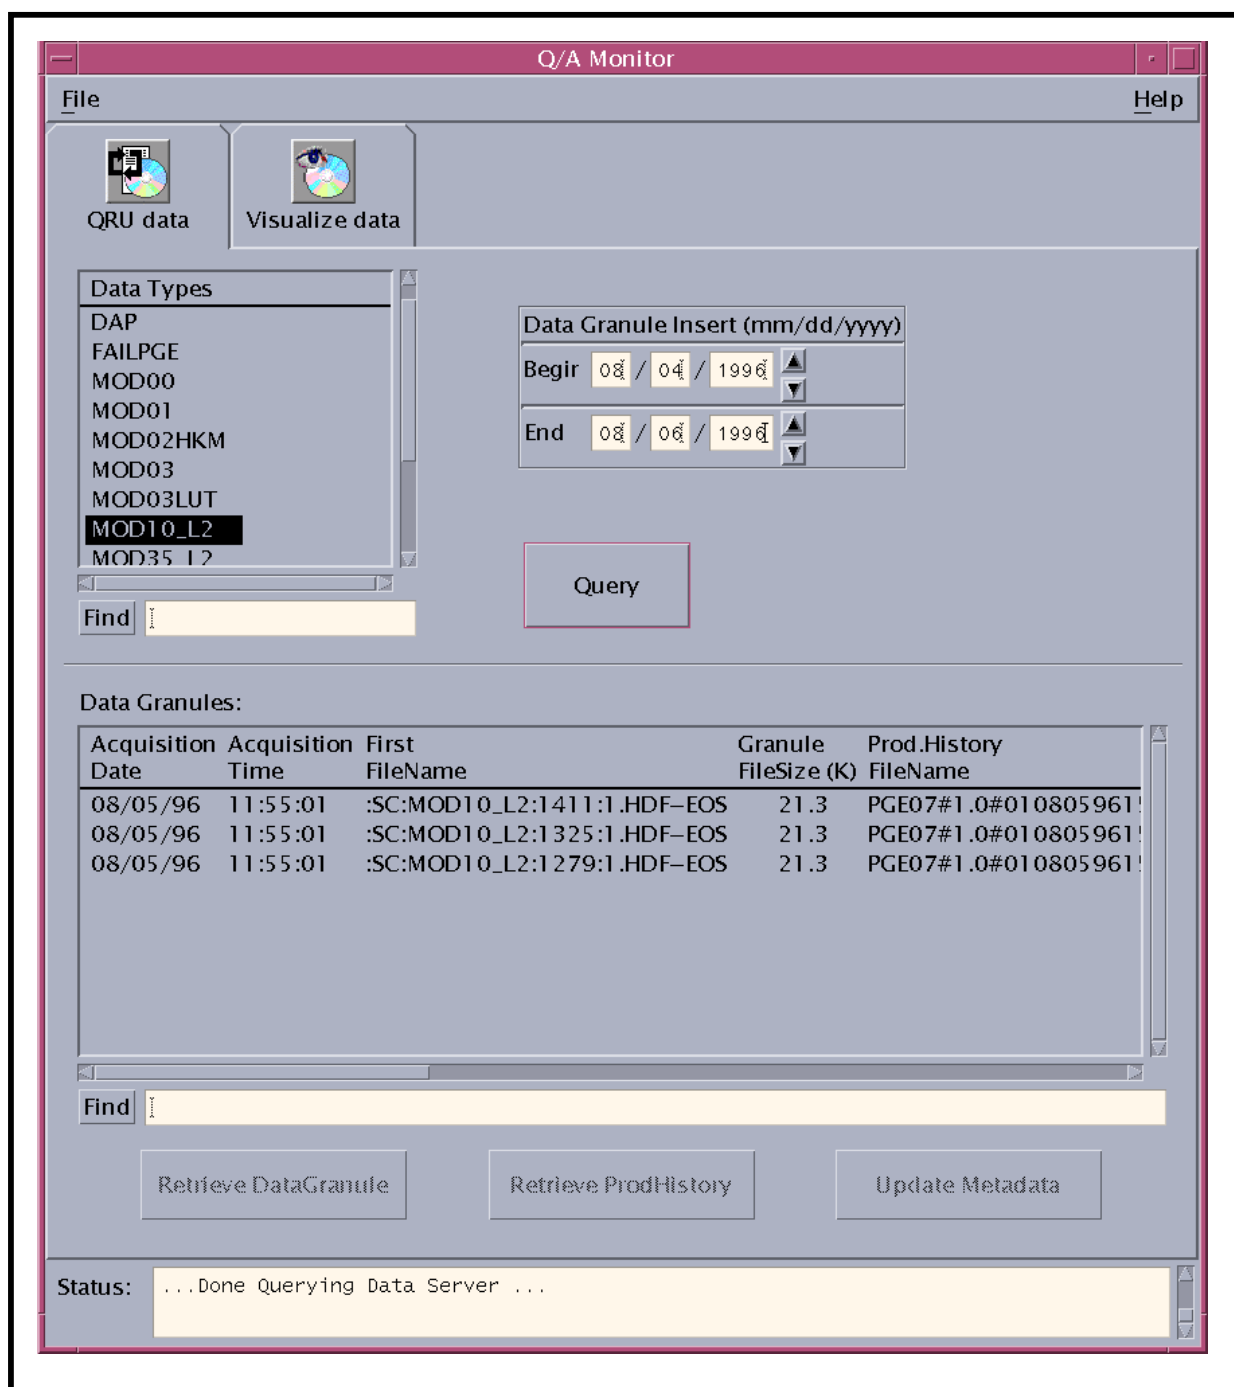 Q/A Monitor
File Help
QRU data Visualize data
Data Types
DAP
FAILPGE
MOD00
MOD01
MOD02HKM
MOD03
MOD03LUT
MOD10_L2
MOD35_L2
Find
Data Granule Insert (mm/dd/yyyy)
Begir 08 / 04 / 1996
End 08 / 06 / 1996
Query
Data Granules:
Acquisition Acquisition First Granule Prod.History
Date Time FileName FileSize (K) FileName
08/05/96 11:55:01 :SC:MOD10_L2:1411:1.HDF-EOS 21.3 PGE07#1.0#010805961
08/05/96 11:55:01 :SC:MOD10_L2:1325:1.HDF-EOS 21.3 PGE07#1.0#010805961
08/05/96 11:55:01 :SC:MOD10_L2:1279:1.HDF-EOS 21.3 PGE07#1.0#010805961
Find
Retrieve DataGranule Retrieve ProdHistory Update Metadata
Status: ...Done Querying Data Server ...